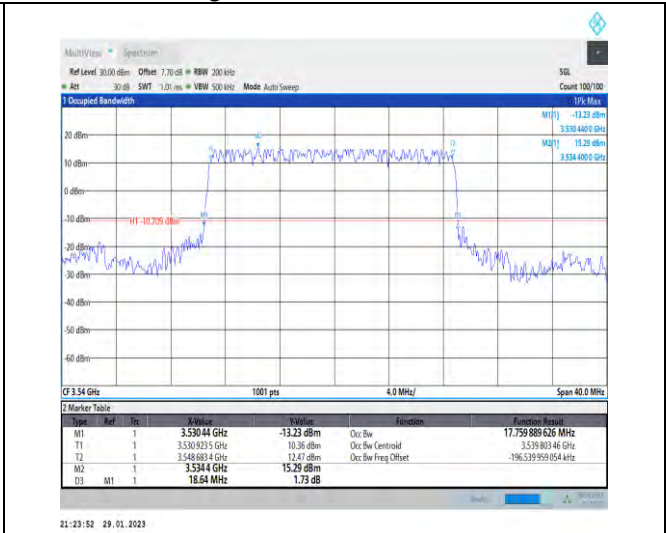 MultiView Spectrum
Ref Level 30.00 dBm Offset 7.70 dB RBW 200 kHz SGL
Att 30 dB SWT 1.01 ms VBW 500 kHz Mode Auto Sweep Count 100/100
1 Occupied Bandwidth 1Pk Max
M1[1] -13.23 dBm
3.530 440 0 GHz
M2[1] 15.29 dBm
3.534 400 0 GHz
20 dBm
10 dBm
0 dBm
-10 dBm
H1 -10.709 dBm
-20 dBm
-30 dBm
-40 dBm
-50 dBm
-60 dBm
CF 3.54 GHz 1001 pts 4.0 MHz/ Span 40.0 MHz
2 Marker Table
Type Ref Trc X-Value Y-Value Function Function Result
M1 1 3.530 44 GHz -13.23 dBm Occ Bw 17.759 889 626 MHz
T1 1 3.530 923 5 GHz 10.36 dBm Occ Bw Centroid 3.539 803 46 GHz
T2 1 3.548 683 4 GHz 12.47 dBm Occ Bw Freq Offset -196.539 959 054 kHz
M2 1 3.534 4 GHz 15.29 dBm
D3 M1 1 18.64 MHz 1.73 dB
21:23:52 29.01.2023